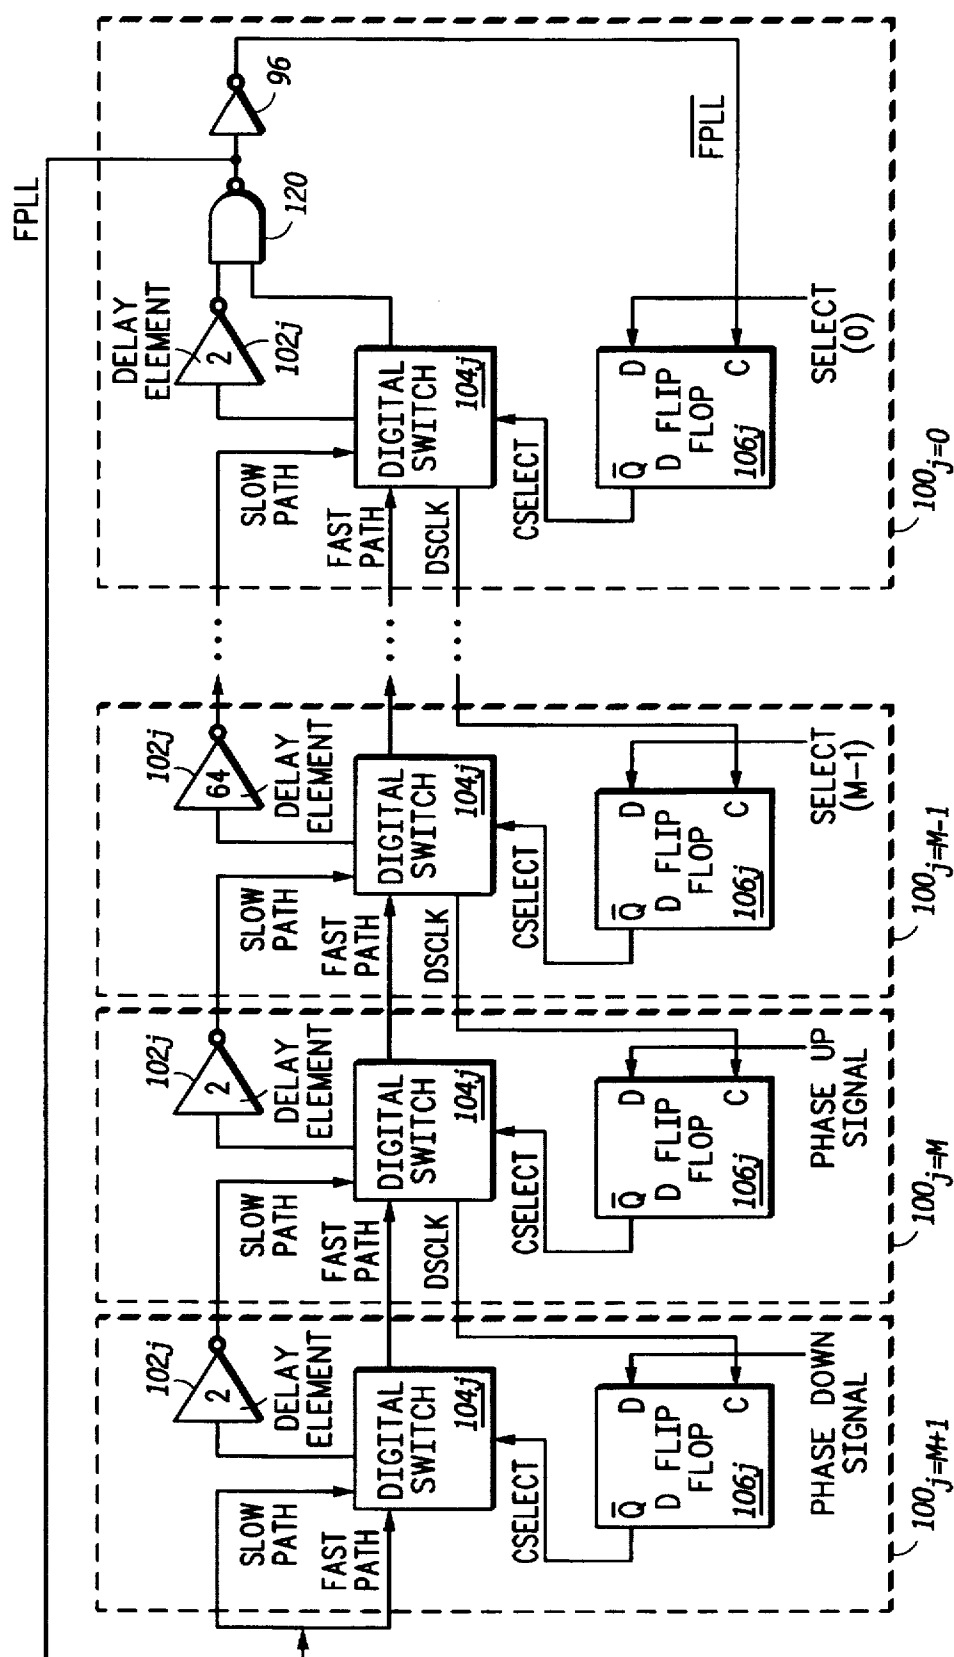 FPLL
96
120
DELAY
ELEMENT
2
102j
FPLL
DIGITAL
SWITCH
104j
D
C
D FLIP
FLOP
Q
106j
SELECT
(0)
SLOW
PATH
FAST
PATH
DSCLK
CSELECT
100j=0
102j
64
DELAY
ELEMENT
DIGITAL
SWITCH
104j
D
C
D FLIP
FLOP
Q
106j
SELECT
(M-1)
SLOW
PATH
FAST
PATH
DSCLK
CSELECT
100j=M-1
102j
2
DELAY
ELEMENT
DIGITAL
SWITCH
104j
D
C
D FLIP
FLOP
Q
106j
PHASE UP
SIGNAL
SLOW
PATH
FAST
PATH
DSCLK
CSELECT
100j=M
102j
2
DELAY
ELEMENT
DIGITAL
SWITCH
104j
D
C
D FLIP
FLOP
Q
106j
PHASE DOWN
SIGNAL
SLOW
PATH
FAST
PATH
CSELECT
100j=M+1